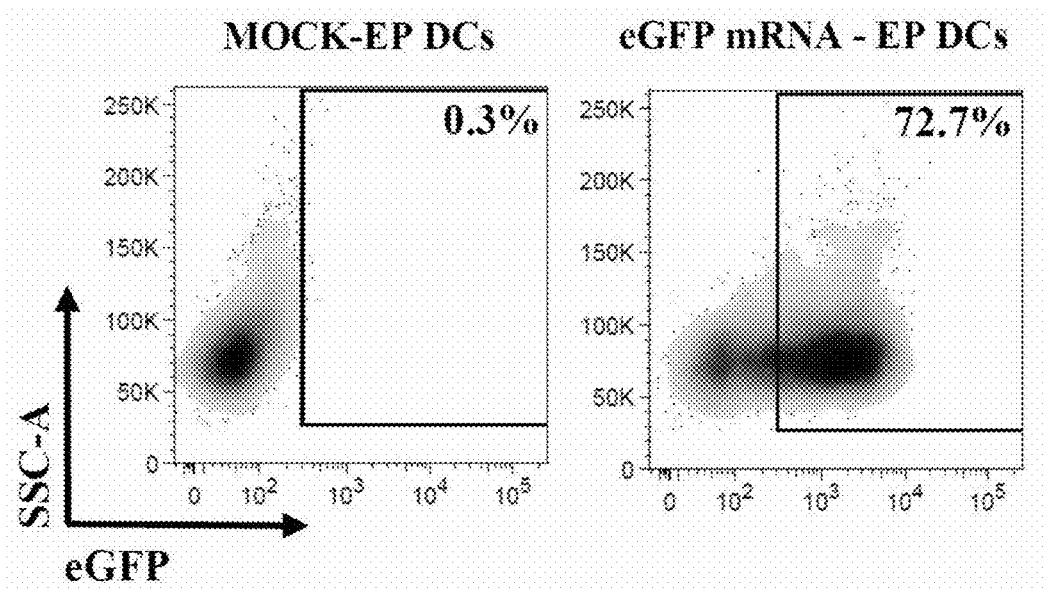 MOCK-EP DCs
eGFP mRNA - EP DCs
250K
200K
150K
100K
50K
0
0.3%
0 10² 10³ 10⁴ 10⁵
250K
200K
150K
100K
50K
0
72.7%
0 10² 10³ 10⁴ 10⁵
SSC-A
eGFP